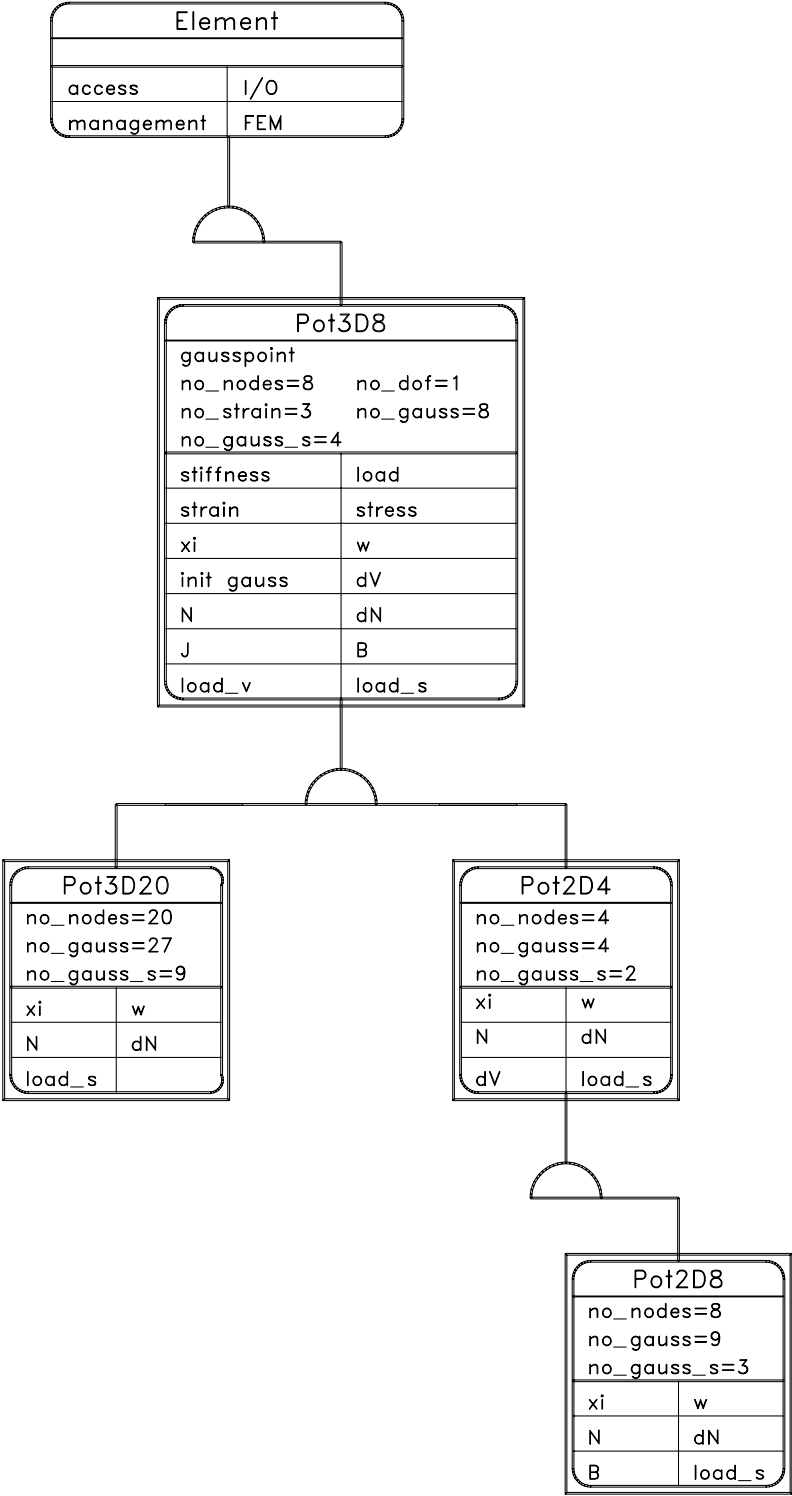 Element
access I/O
management FEM
Pot3D8
gausspoint
no_nodes=8 no_dof=1
no_strain=3 no_gauss=8
no_gauss_s=4
stiffness load
strain stress
xi w
init gauss dV
N dN
J B
load_v load_s
Pot3D20
no_nodes=20
no_gauss=27
no_gauss_s=9
xi w
N dN
load_s
Pot2D4
no_nodes=4
no_gauss=4
no_gauss_s=2
xi w
N dN
dV load_s
Pot2D8
no_nodes=8
no_gauss=9
no_gauss_s=3
xi w
N dN
B load_s